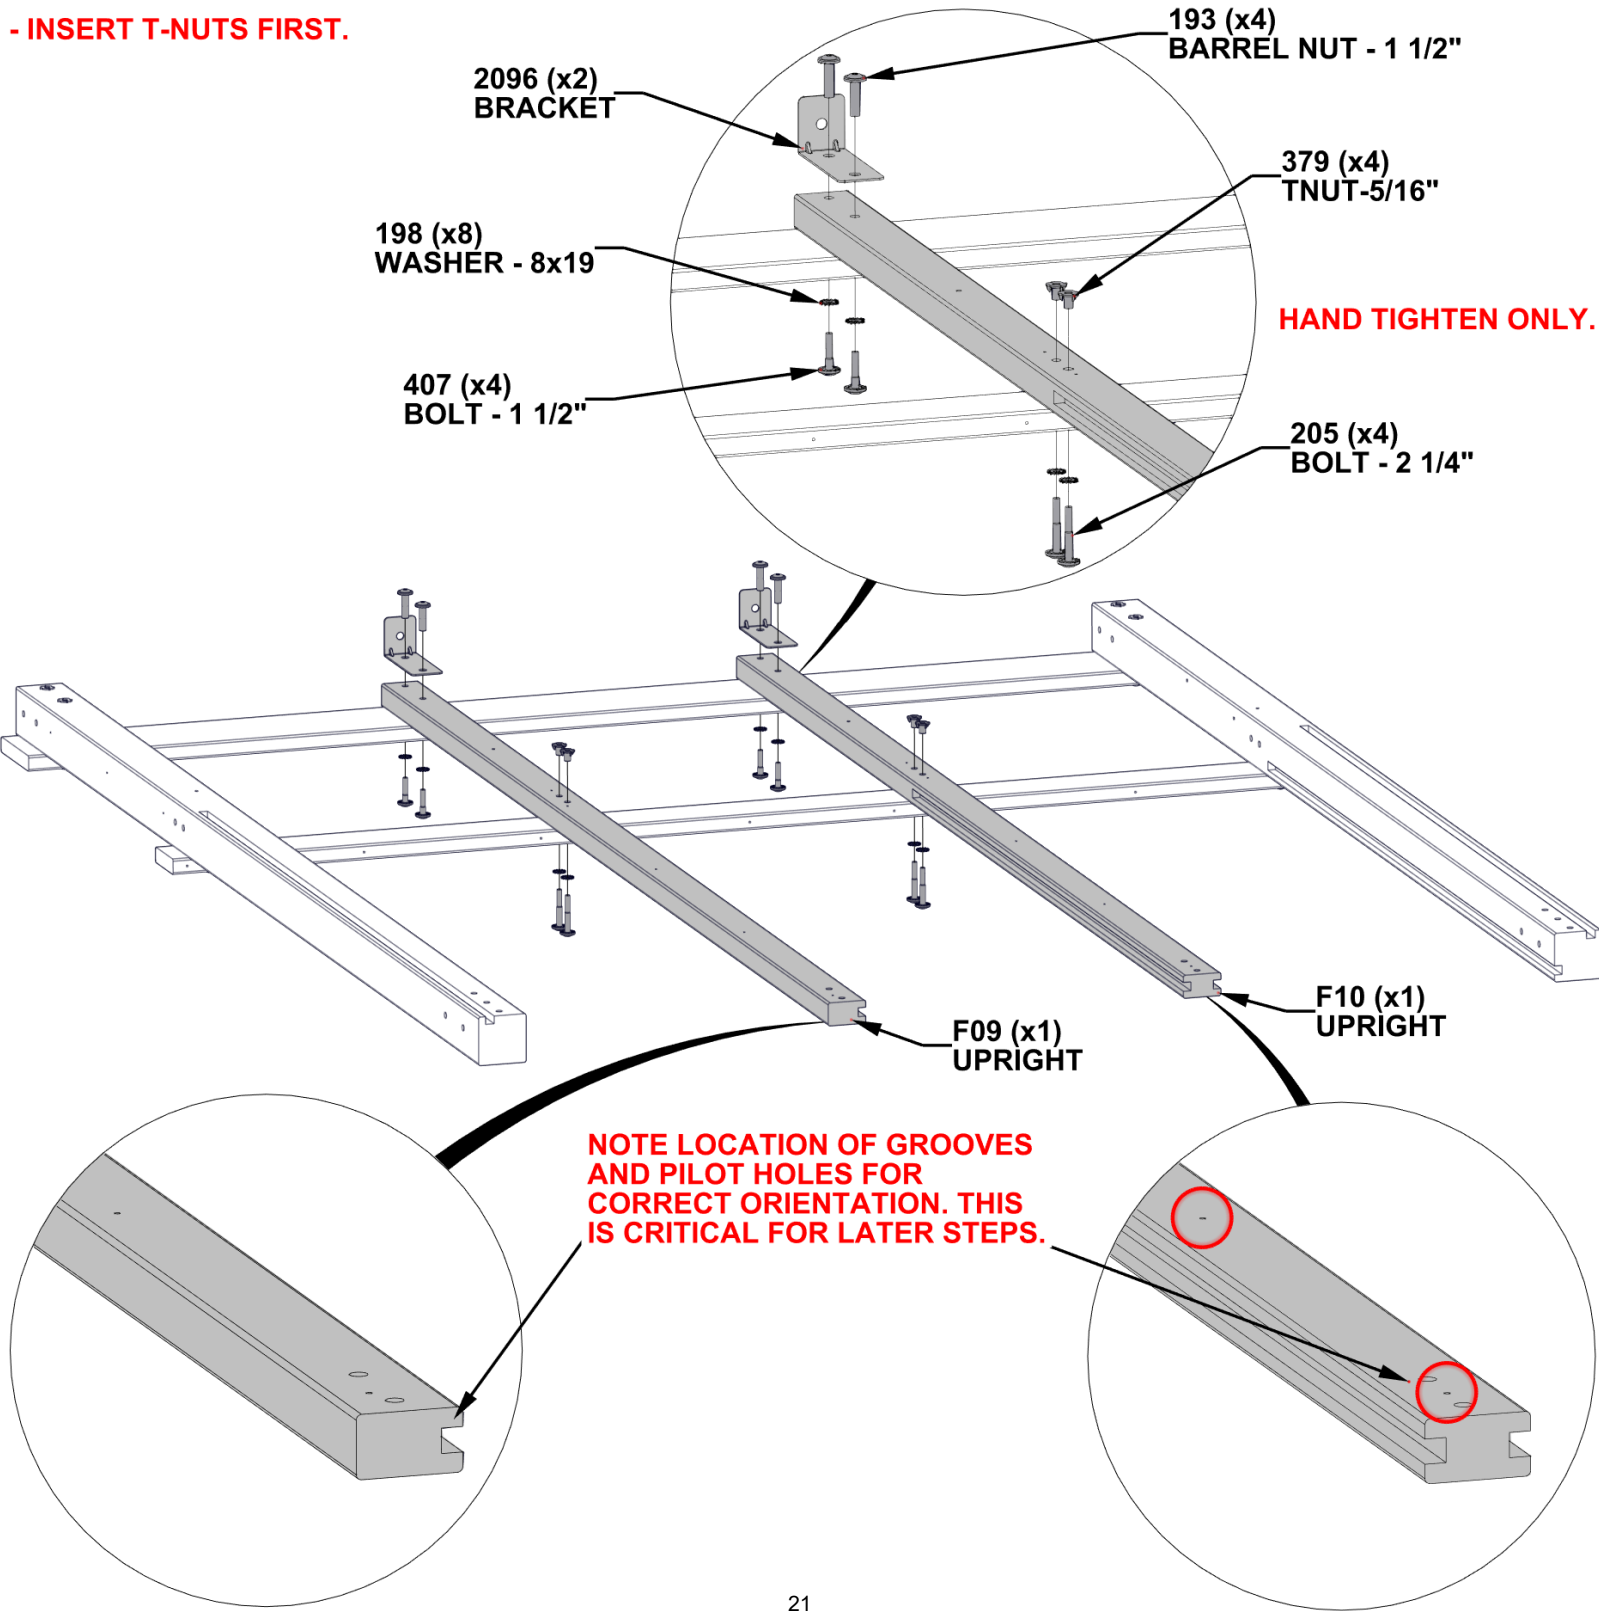 - INSERT T-NUTS FIRST.
193 (x4)
BARREL NUT - 1 1/2"
2096 (x2)
BRACKET
379 (x4)
TNUT-5/16"
198 (x8)
WASHER - 8x19
HAND TIGHTEN ONLY.
407 (x4)
BOLT - 1 1/2"
205 (x4)
BOLT - 2 1/4"
F10 (x1)
UPRIGHT
F09 (x1)
UPRIGHT
NOTE LOCATION OF GROOVES
AND PILOT HOLES FOR
CORRECT ORIENTATION. THIS
IS CRITICAL FOR LATER STEPS.
21